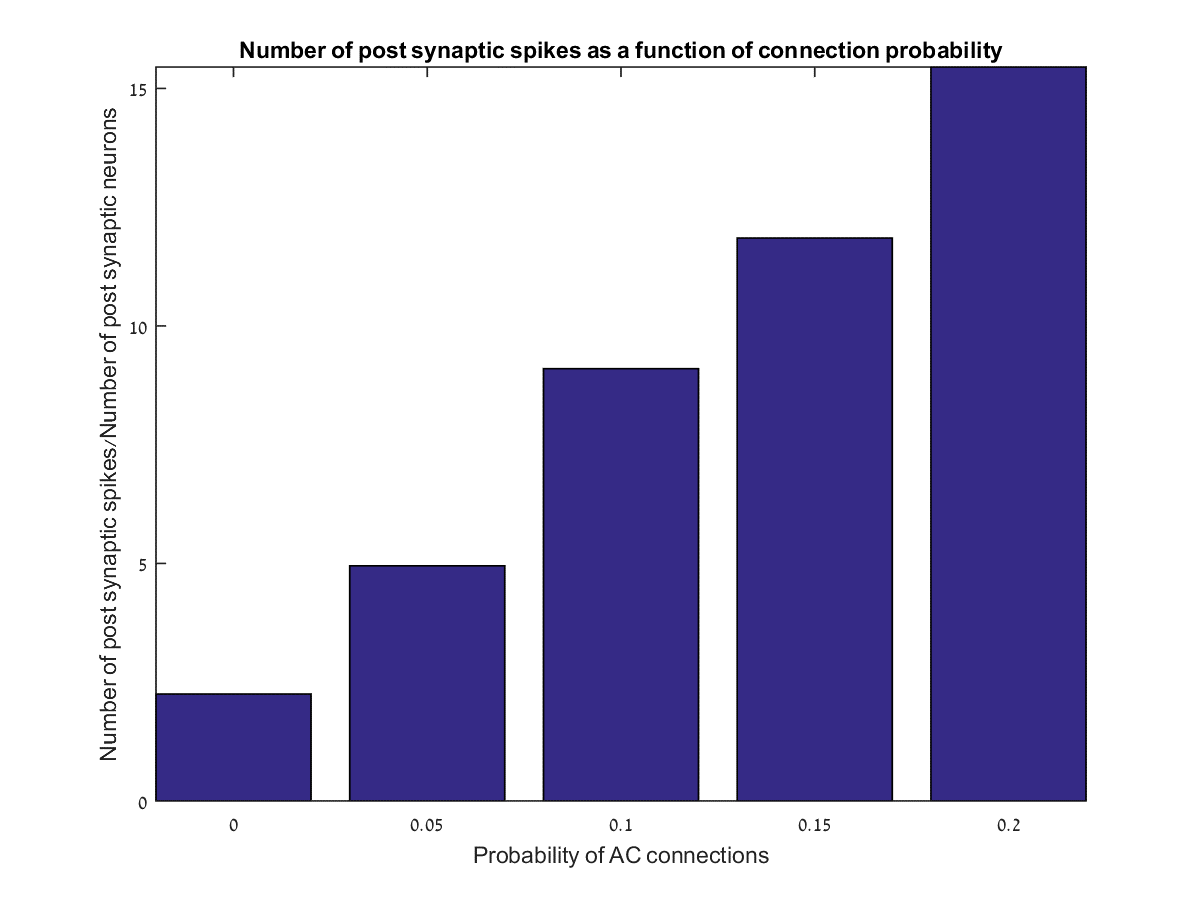 Number of post synaptic spikes as a function of connection probability
Number of post synaptic spikes/Number of post synaptic neurons
15
10
5
0
0 0.05 0.1 0.15 0.2
Probability of AC connections